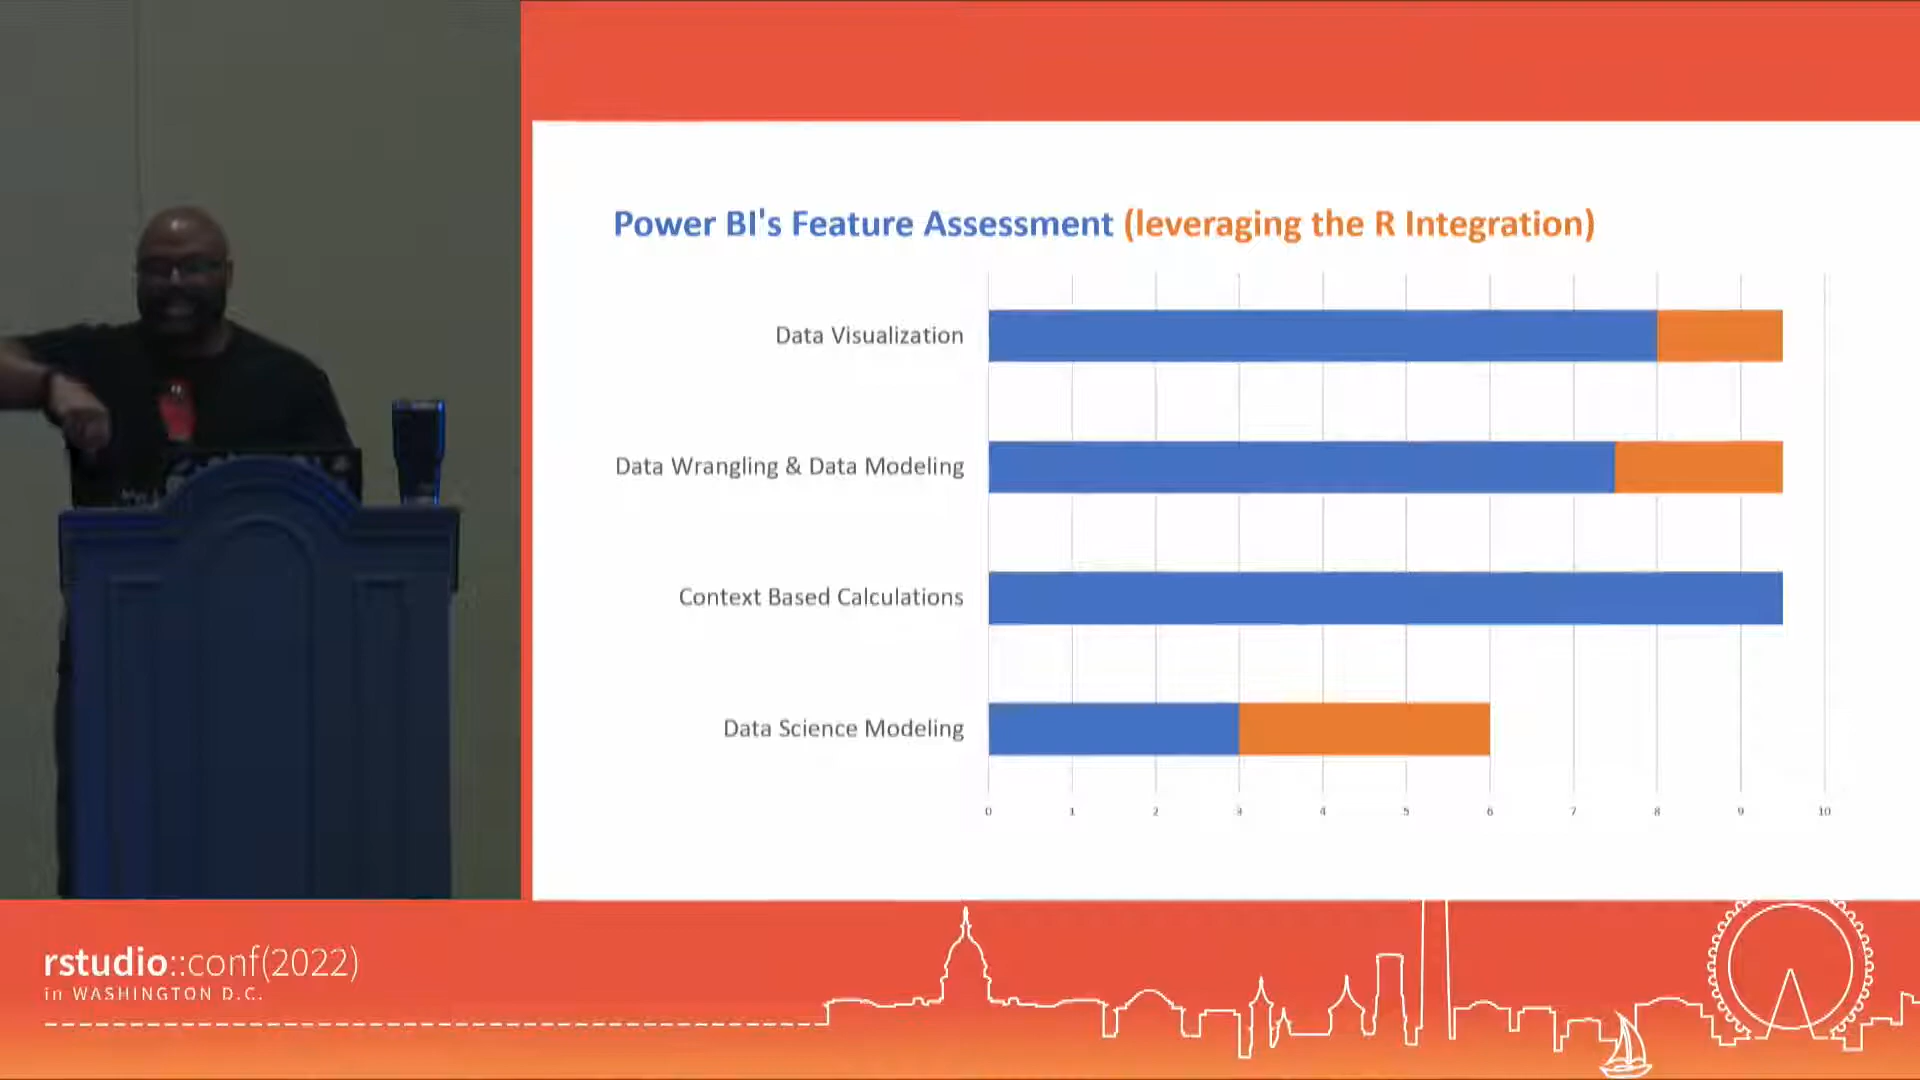 Power BI's Feature Assessment (leveraging the R Integration)
Data Visualization
Data Wrangling & Data Modeling
Context Based Calculations
Data Science Modeling
0 1 2 3 4 5 6 7 8 9 10
rstudio::conf(2022)
in WASHINGTON D.C.